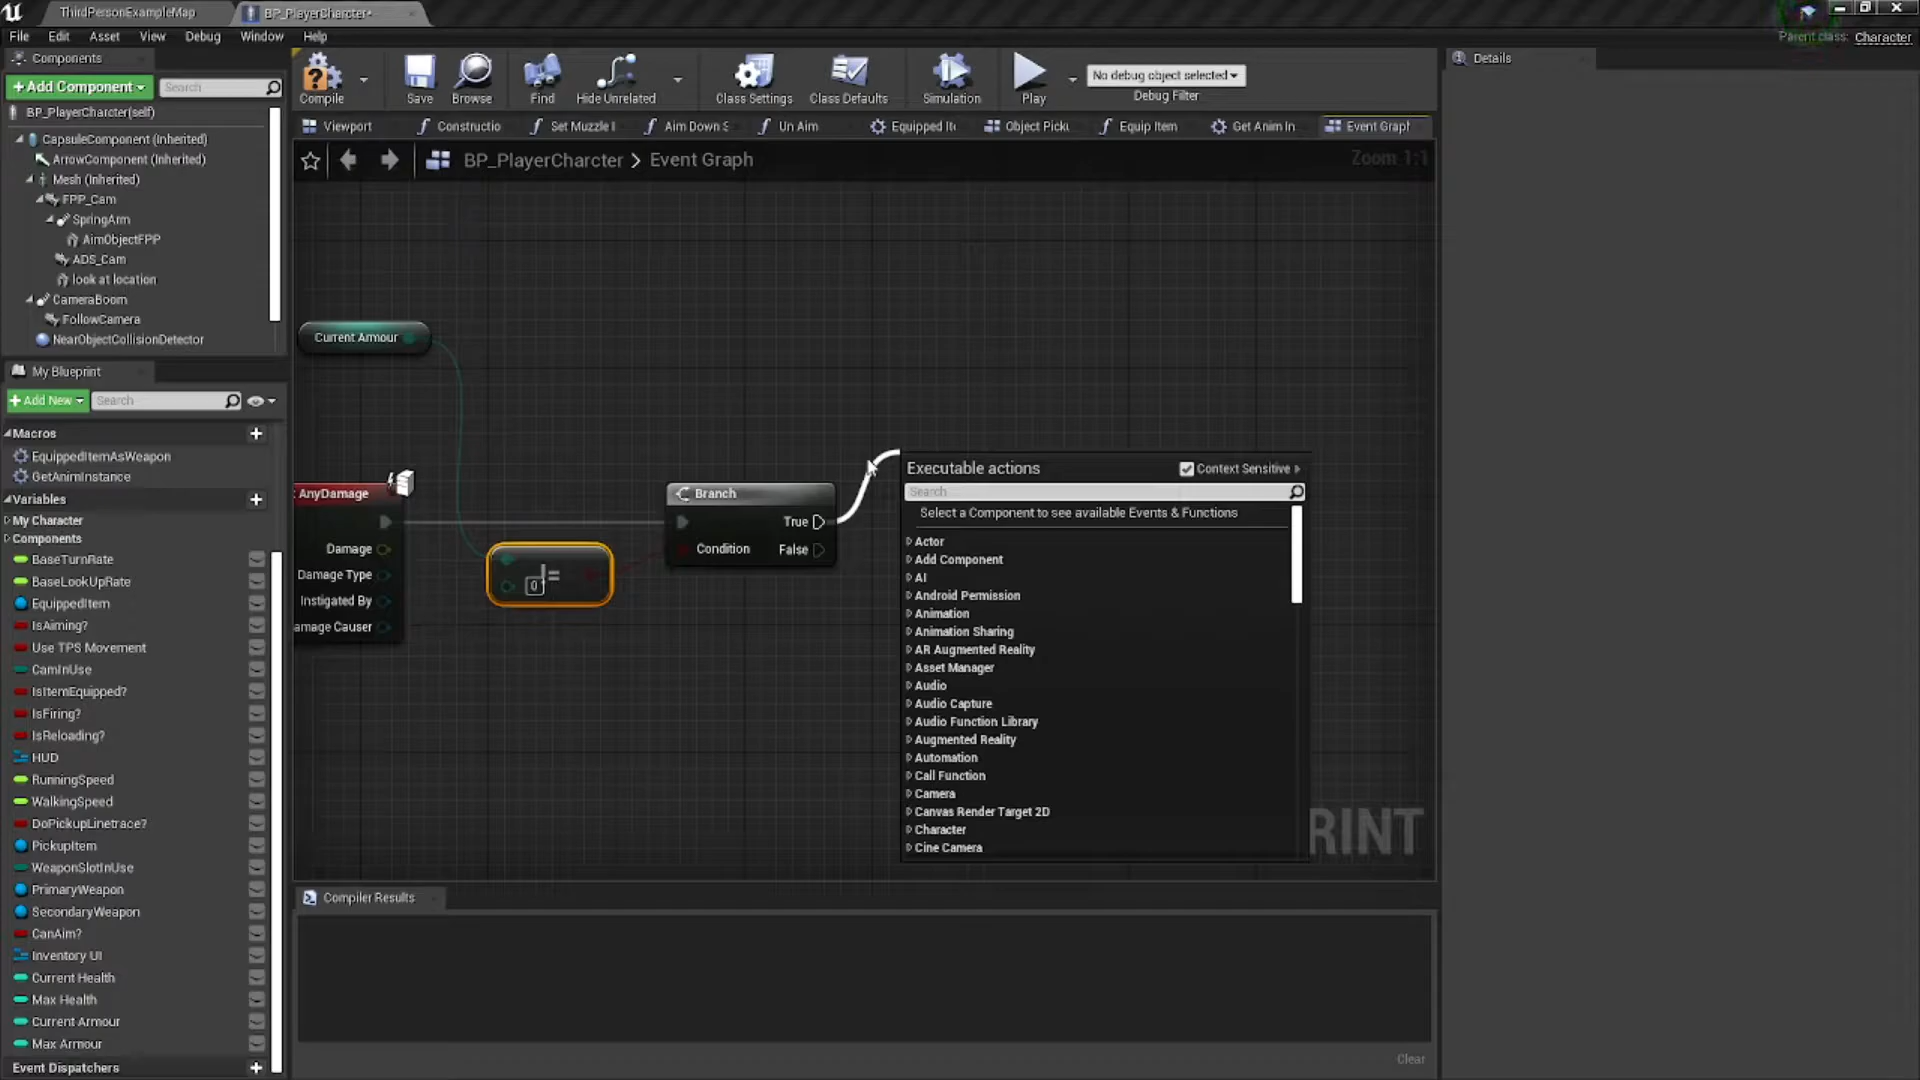 ThirdPersonExampleMap
BP_PlayerCharcter*
File Edit Asset View Debug Window Help
Parent class: Character
Components
+Add Component
Search
BP_PlayerCharcter(self)
CapsuleComponent (Inherited)
ArrowComponent (Inherited)
Mesh (Inherited)
FPP_Cam
SpringArm
AimObjectFPP
ADS_Cam
look at location
CameraBoom
FollowCamera
NearObjectCollisionDetector
My Blueprint
+Add New
Search
Macros
EquippedItemAsWeapon
GetAnimInstance
Variables
My Character
Components
BaseTurnRate
BaseLookUpRate
EquippedItem
IsAiming?
Use TPS Movement
CamInUse
IsItemEquipped?
IsFiring?
IsReloading?
HUD
RunningSpeed
WalkingSpeed
DoPickupLinetrace?
PickupItem
WeaponSlotInUse
PrimaryWeapon
SecondaryWeapon
CanAim?
Inventory UI
Current Health
Max Health
Current Armour
Max Armour
Event Dispatchers
Compile
Save
Browse
Find
Hide Unrelated
Class Settings
Class Defaults
Simulation
Play
No debug object selected
Debug Filter
Viewport
Constructio
Set Muzzle
Aim Down S
Un Aim
Equipped Ite
Object Picku
Equip Item
Get Anim In
Event Graph
BP_PlayerCharcter > Event Graph
Zoom 1:1
Current Armour
AnyDamage
Damage
Damage Type
Instigated By
amage Causer
!=
0
Branch
True
Condition
False
Executable actions
Context Sensitive
Search
Select a Component to see available Events & Functions
Actor
Add Component
AI
Android Permission
Animation
Animation Sharing
AR Augmented Reality
Asset Manager
Audio
Audio Capture
Audio Function Library
Augmented Reality
Automation
Call Function
Camera
Canvas Render Target 2D
Character
Cine Camera
RINT
Compiler Results
Clear
Details